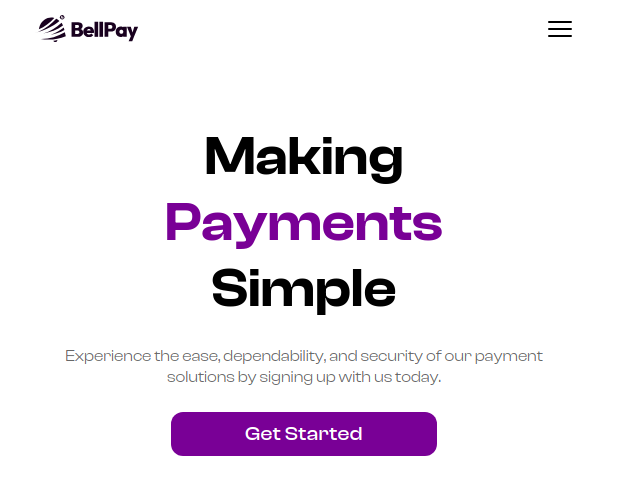 BellPay
Making
Payments
Simple
Experience the ease, dependability, and security of our payment
solutions by signing up with us today.
Get Started